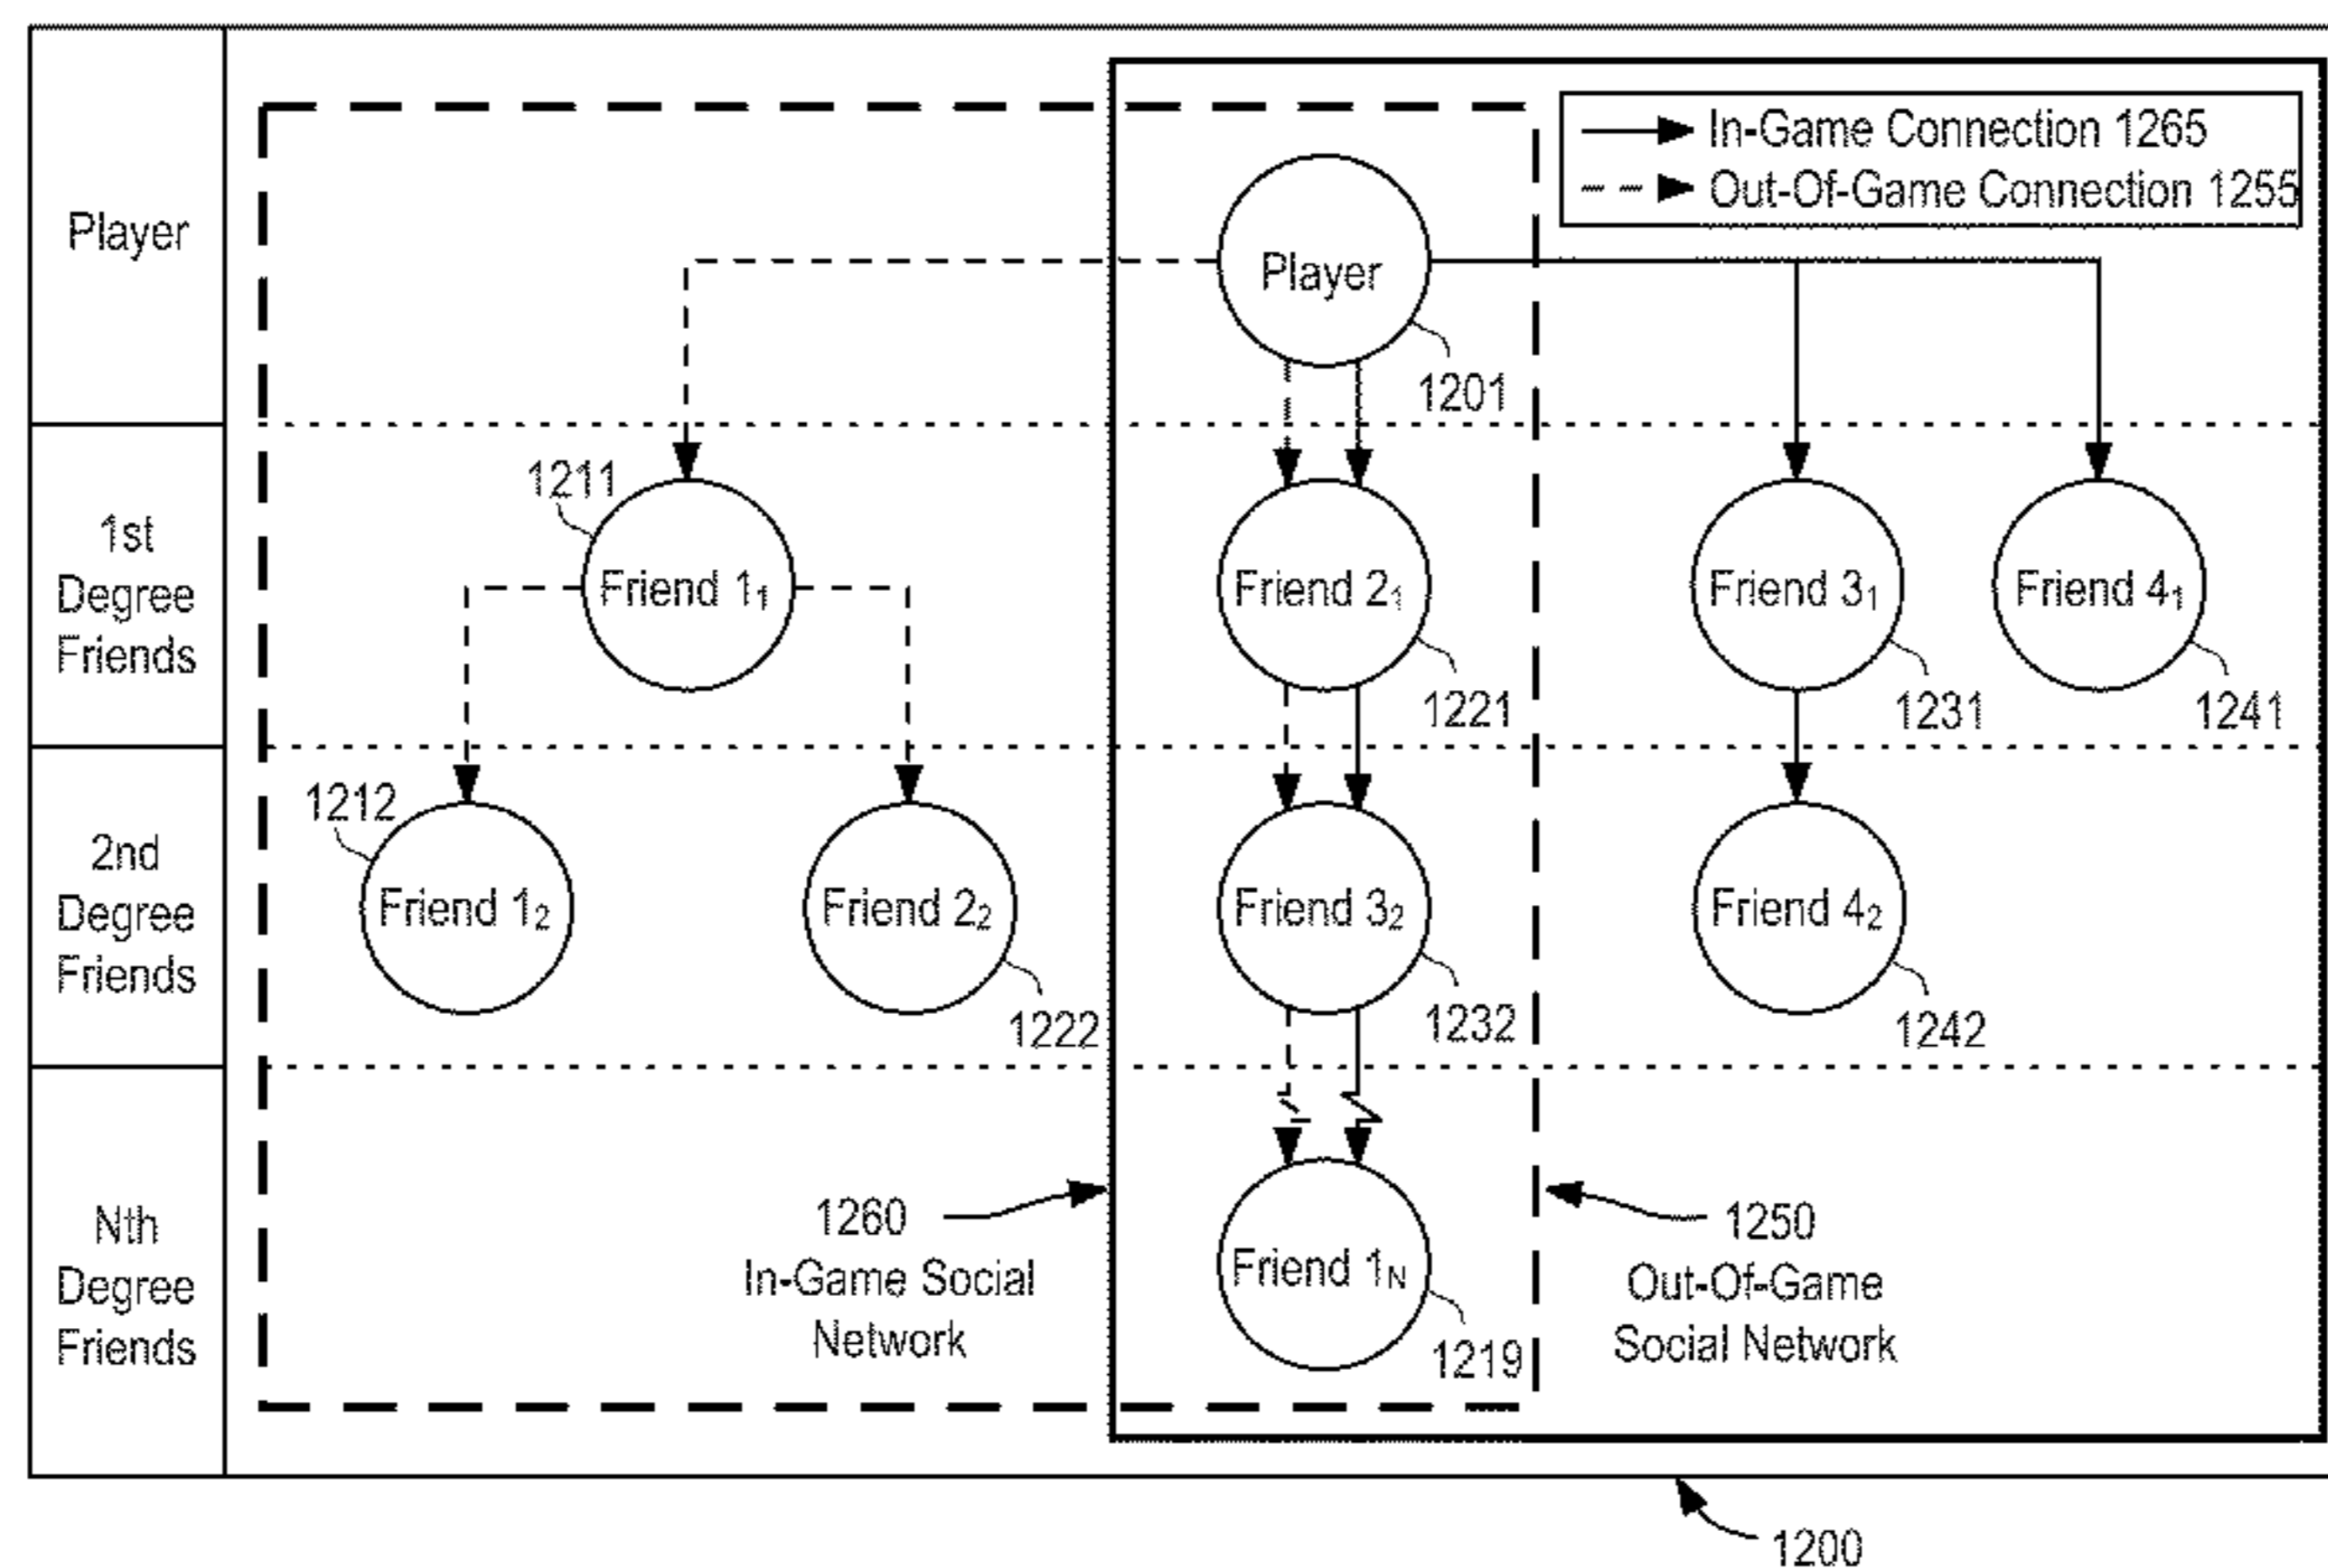 In-Game Connection 1265
Out-Of-Game Connection 1255
Player
Player
1201
1st
Degree
Friends
1211
Friend 1₁
Friend 2₁
Friend 3₁
Friend 4₁
1221
1231
1241
2nd
Degree
Friends
1212
Friend 1₂
Friend 2₂
Friend 3₂
Friend 4₂
1222
1232
1242
Nth
Degree
Friends
1260
In-Game Social
Network
Friend 1N
1219
1250
Out-Of-Game
Social Network
1200